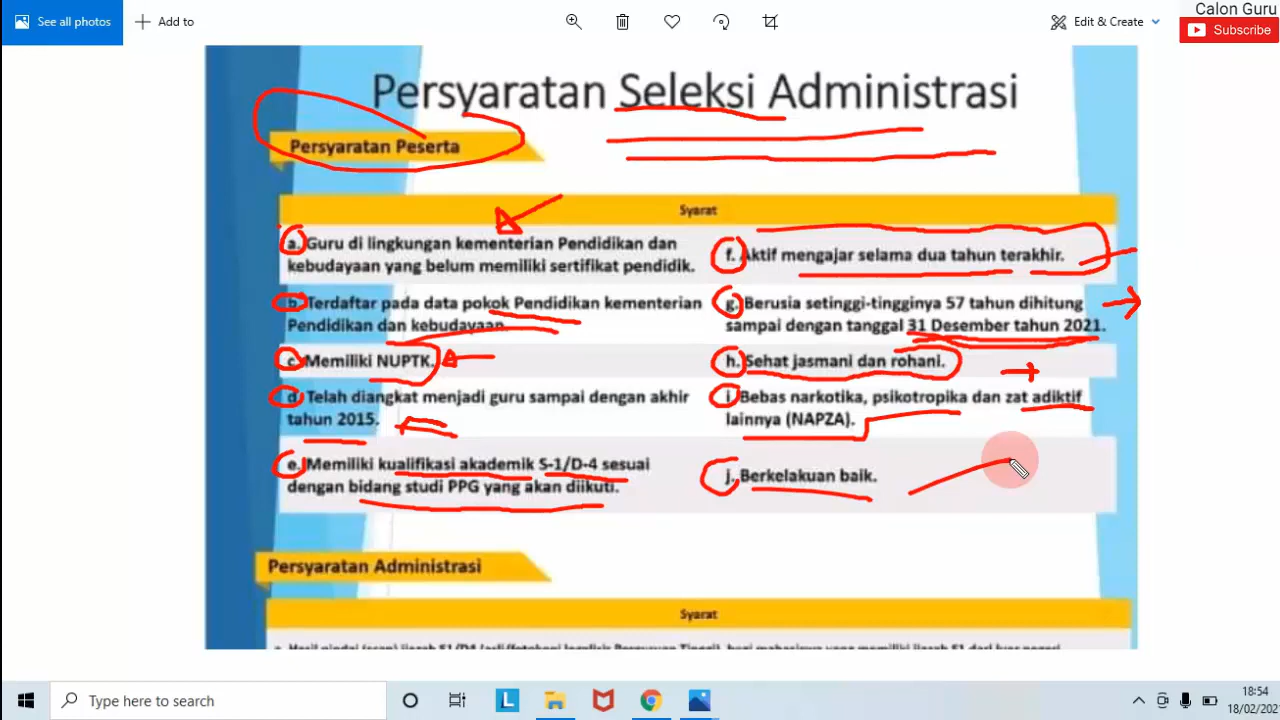 See all photos
Add to
Edit & Create
Calon Guru
Subscribe
Persyaratan Seleksi Administrasi
Persyaratan Peserta
Syarat
a. Guru di lingkungan kementerian Pendidikan dan
kebudayaan yang belum memiliki sertifikat pendidik.
b. Terdaftar pada data pokok Pendidikan kementerian
Pendidikan dan kebudayaan.
c. Memiliki NUPTK.
d. Telah diangkat menjadi guru sampai dengan akhir
tahun 2015.
e. Memiliki kualifikasi akademik S-1/D-4 sesuai
dengan bidang studi PPG yang akan diikuti.
f. Aktif mengajar selama dua tahun terakhir.
g. Berusia setinggi-tingginya 57 tahun dihitung
sampai dengan tanggal 31 Desember tahun 2021.
h. Sehat jasmani dan rohani.
i. Bebas narkotika, psikotropika dan zat adiktif
lainnya (NAPZA).
j. Berkelakuan baik.
Persyaratan Administrasi
Syarat
Type here to search
18:54
18/02/202